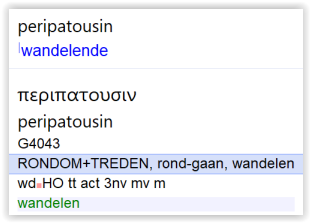 peripatousin
wandelende
περιπατουσιν
peripatousin
G4043
RONDOM+TREDEN, rond-gaan, wandelen
wd HO tt act 3nv mv m
wandelen